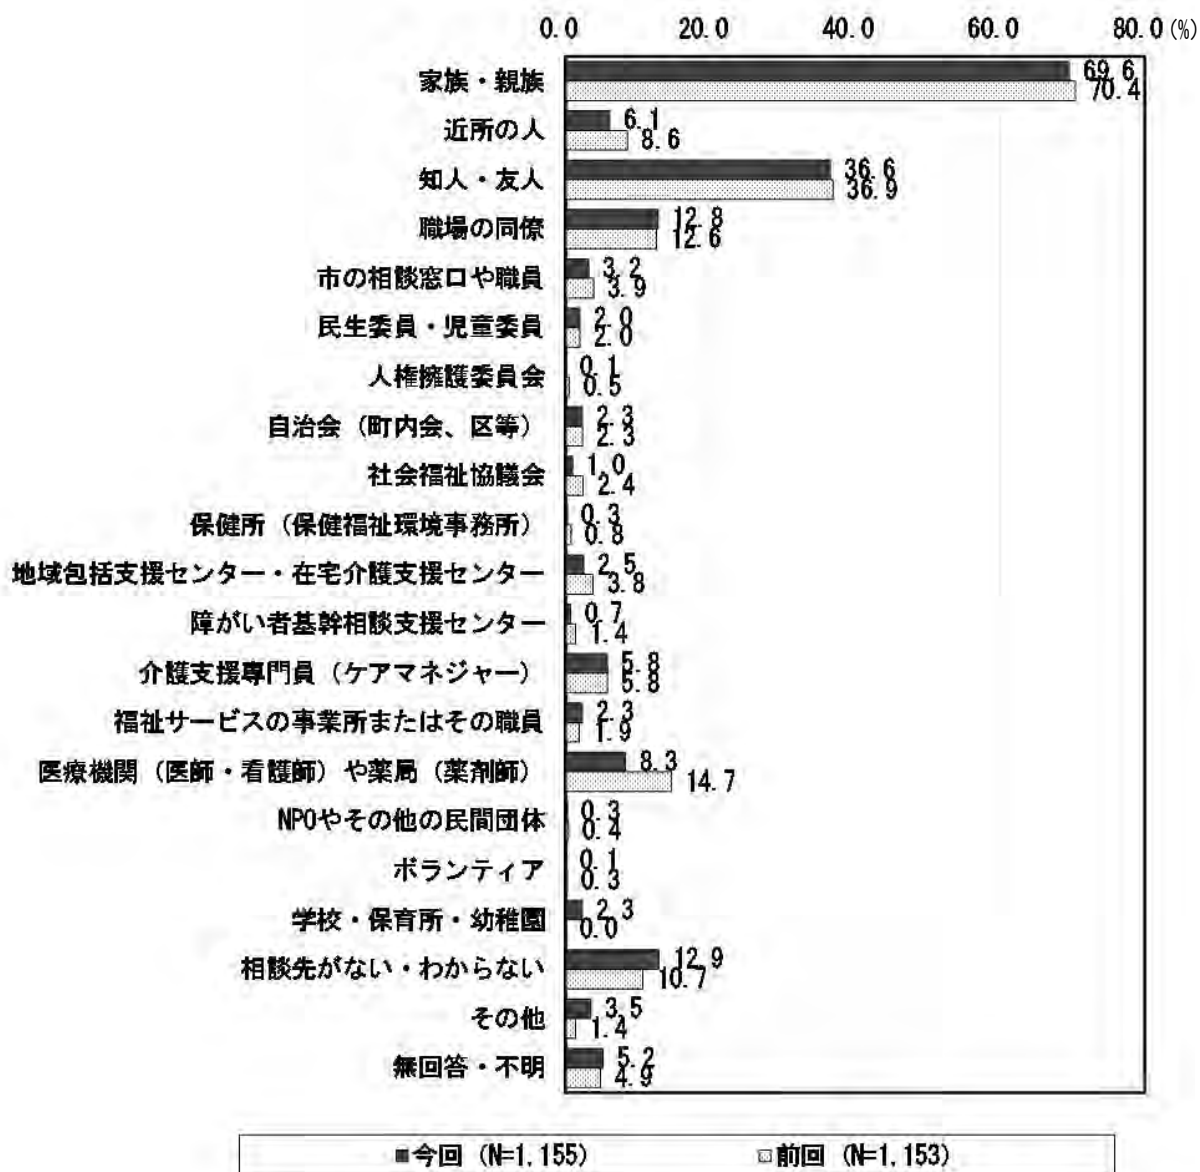 0.0 20.0 40.0 60.0 80.0 (%)
家族・親族 69.6
70.4
近所の人 6.1
8.6
知人・友人 36.6
36.9
職場の同僚 12.8
12.6
市の相談窓口や職員 3.2
3.9
民生委員・児童委員 2.0
2.0
人権擁護委員会 0.1
0.5
自治会（町内会、区等） 2.3
2.3
社会福祉協議会 1.0
2.4
保健所（保健福祉環境事務所） 0.3
0.8
地域包括支援センター・在宅介護支援センター 2.5
3.8
障がい者基幹相談支援センター 0.7
1.4
介護支援専門員（ケアマネジャー） 5.8
5.8
福祉サービスの事業所またはその職員 2.3
1.9
医療機関（医師・看護師）や薬局（薬剤師） 8.3
14.7
NPOやその他の民間団体 0.3
0.4
ボランティア 0.1
0.3
学校・保育所・幼稚園 2.3
0.0
相談先がない・わからない 12.9
10.7
その他 3.5
1.4
無回答・不明 5.2
4.9
■今回（N=1,155） □前回（N=1,153）